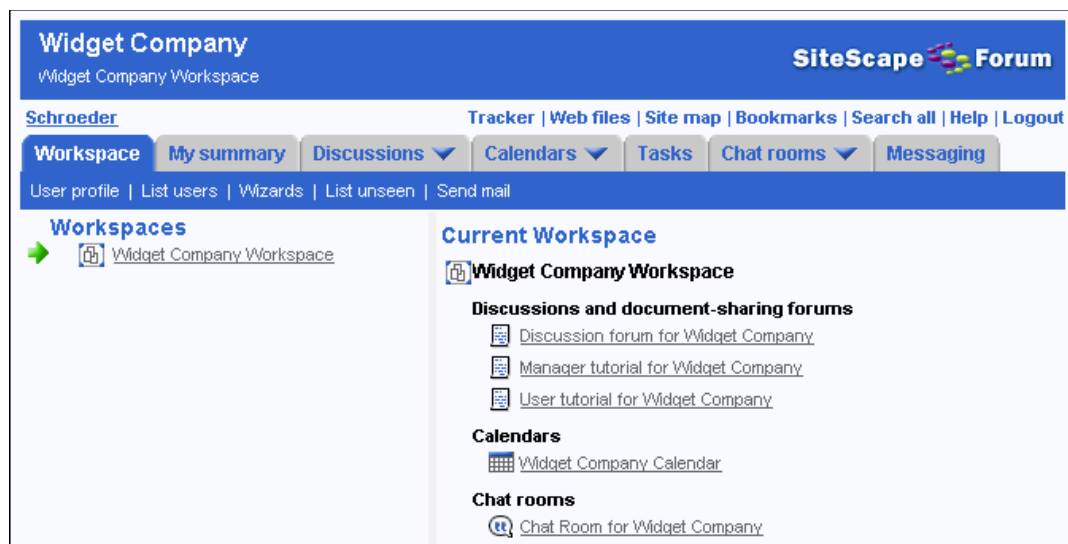 Widget Company
Widget Company Workspace
SiteScape Forum
Schroeder
Tracker | Web files | Site map | Bookmarks | Search all | Help | Logout
Workspace My summary Discussions Calendars Tasks Chat rooms Messaging
User profile | List users | Wizards | List unseen | Send mail
Workspaces
Widget Company Workspace
Current Workspace
Widget Company Workspace
Discussions and document-sharing forums
Discussion forum for Widget Company
Manager tutorial for Widget Company
User tutorial for Widget Company
Calendars
Widget Company Calendar
Chat rooms
Chat Room for Widget Company